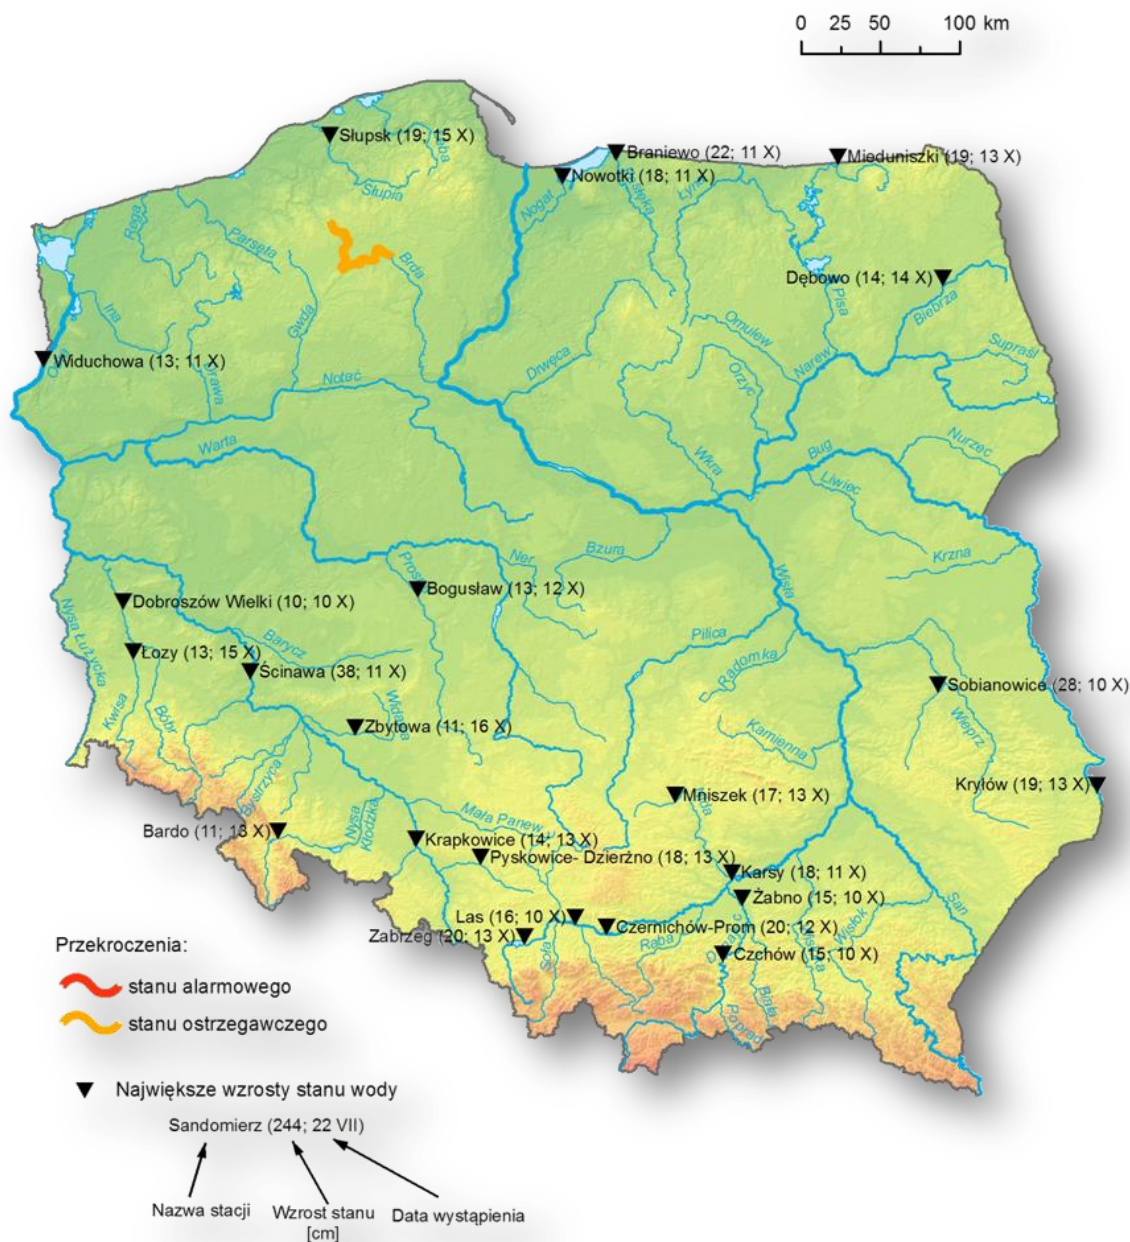 0 25 50 100 km
Słupsk (19; 15 X)
Braniewo (22; 11 X)
Mieduniszki (19; 13 X)
Nowotki (18; 11 X)
Słupia
Nogat
Rega
Parsęta
Brda
Dębowo (14; 14 X)
Biebrza
Pisa
Ina
Gwda
Omulew
Supraśl
Widuchowa (13; 11 X)
Drwęca
Narew
Orzyc
Noteć
Warta
Wkra
Bug
Nurzec
Liwiec
Ner
Bzura
Krzna
Wisła
Bogusław (13; 12 X)
Dobroszów Wielki (10; 10 X)
Nysa Łużycka
Barycz
Pilica
Łozy (13; 15 X)
Radomka
Ścinawa (38; 11 X)
Sobianowice (28; 10 X)
Kwisa
Bóbr
Widawa
Zbytowa (11; 16 X)
Wieprz
Kamienna
Kryłów (19; 13 X)
Mniszek (17; 13 X)
Bystrzyca
Nysa
Kłodzka
Mała Panew
Bardo (11; 13 X)
Krapkowice (14; 13 X)
Pyskowice- Dzierżno (18; 13 X)
Karsy (18; 11 X)
Żabno (15; 10 X)
San
Las (16; 10 X)
Czernichów-Prom (20; 12 X)
Wisłok
Zabrzeg (20; 13 X)
Soła
Raba
Czchów (15; 10 X)
Biała
Poprad
Przekroczenia:
stanu alarmowego
stanu ostrzegawczego
Największe wzrosty stanu wody
Sandomierz (244; 22 VII)
Nazwa stacji
Wzrost stanu
[cm]
Data wystąpienia